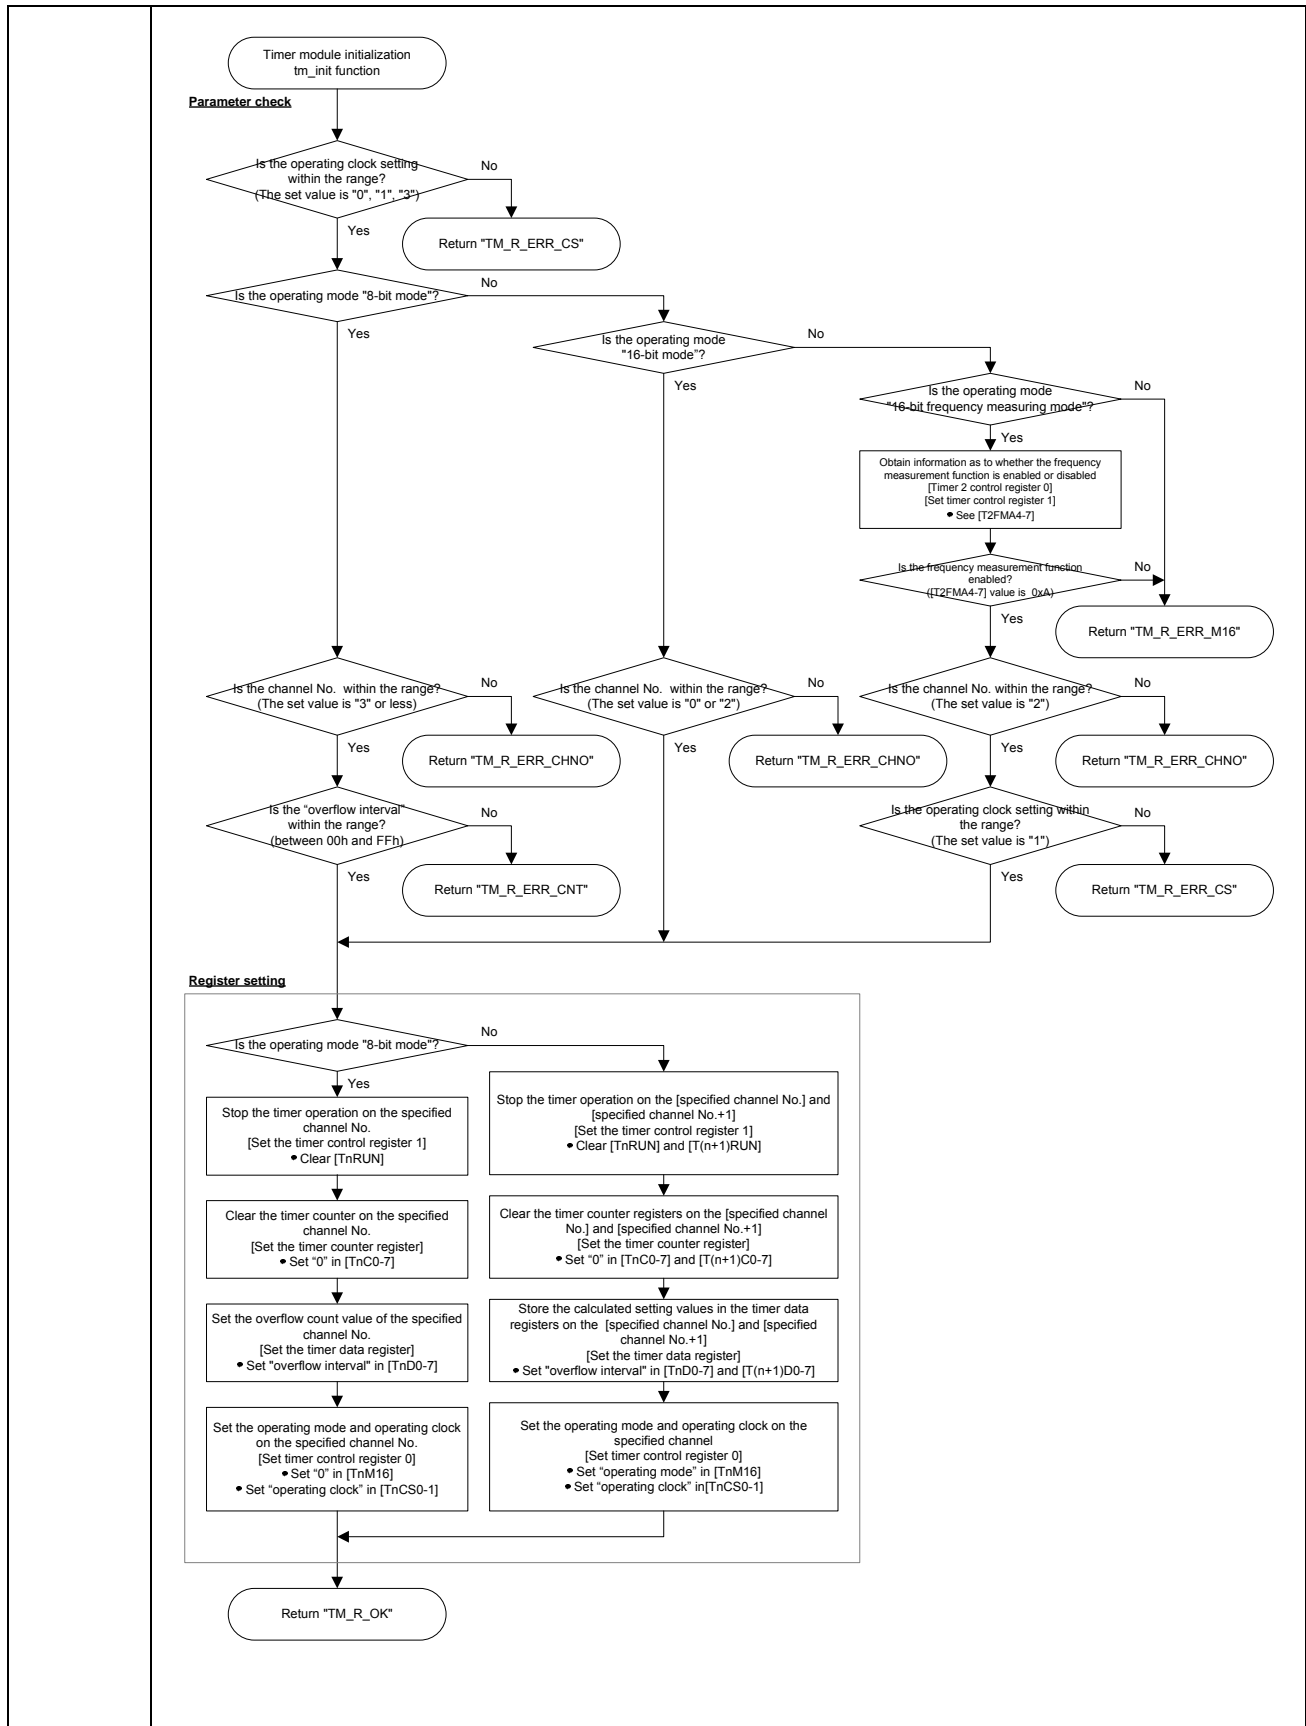 Timer module initialization
tm_init function
Parameter check
Is the operating clock setting
within the range?
(The set value is "0", "1", "3")
No
Yes
Return "TM_R_ERR_CS"
Is the operating mode "8-bit mode"?
No
Yes
Is the operating mode
"16-bit mode"?
No
Yes
Is the operating mode
"16-bit frequency measuring mode"?
No
Yes
Obtain information as to whether the frequency
measurement function is enabled or disabled
[Timer 2 control register 0]
[Set timer control register 1]
• See [T2FMA4-7]
Is the frequency measurement function
enabled?
([T2FMA4-7] value is 0xA)
No
Yes
Return "TM_R_ERR_M16"
Is the channel No. within the range?
(The set value is "3" or less)
No
Yes
Return "TM_R_ERR_CHNO"
Is the channel No. within the range?
(The set value is "0" or "2")
No
Yes
Return "TM_R_ERR_CHNO"
Is the channel No. within the range?
(The set value is "2")
No
Yes
Return "TM_R_ERR_CHNO"
Is the “overflow interval”
within the range?
(between 00h and FFh)
No
Yes
Return "TM_R_ERR_CNT"
Is the operating clock setting within
the range?
(The set value is "1")
No
Yes
Return "TM_R_ERR_CS"
Register setting
Is the operating mode "8-bit mode"?
No
Yes
Stop the timer operation on the specified
channel No.
[Set the timer control register 1]
• Clear [TnRUN]
Stop the timer operation on the [specified channel No.] and
[specified channel No.+1]
[Set the timer control register 1]
• Clear [TnRUN] and [T(n+1)RUN]
Clear the timer counter on the specified
channel No.
[Set the timer counter register]
• Set “0” in [TnC0-7]
Clear the timer counter registers on the [specified channel
No.] and [specified channel No.+1]
[Set the timer counter register]
• Set “0” in [TnC0-7] and [T(n+1)C0-7]
Set the overflow count value of the specified
channel No.
[Set the timer data register]
• Set "overflow interval" in [TnD0-7]
Store the calculated setting values in the timer data
registers on the [specified channel No.] and [specified
channel No.+1]
[Set the timer data register]
• Set "overflow interval" in [TnD0-7] and [T(n+1)D0-7]
Set the operating mode and operating clock
on the specified channel No.
[Set timer control register 0]
• Set “0” in [TnM16]
• Set “operating clock” in [TnCS0-1]
Set the operating mode and operating clock on the
specified channel
[Set timer control register 0]
• Set “operating mode” in [TnM16]
• Set “operating clock” in[TnCS0-1]
Return "TM_R_OK"